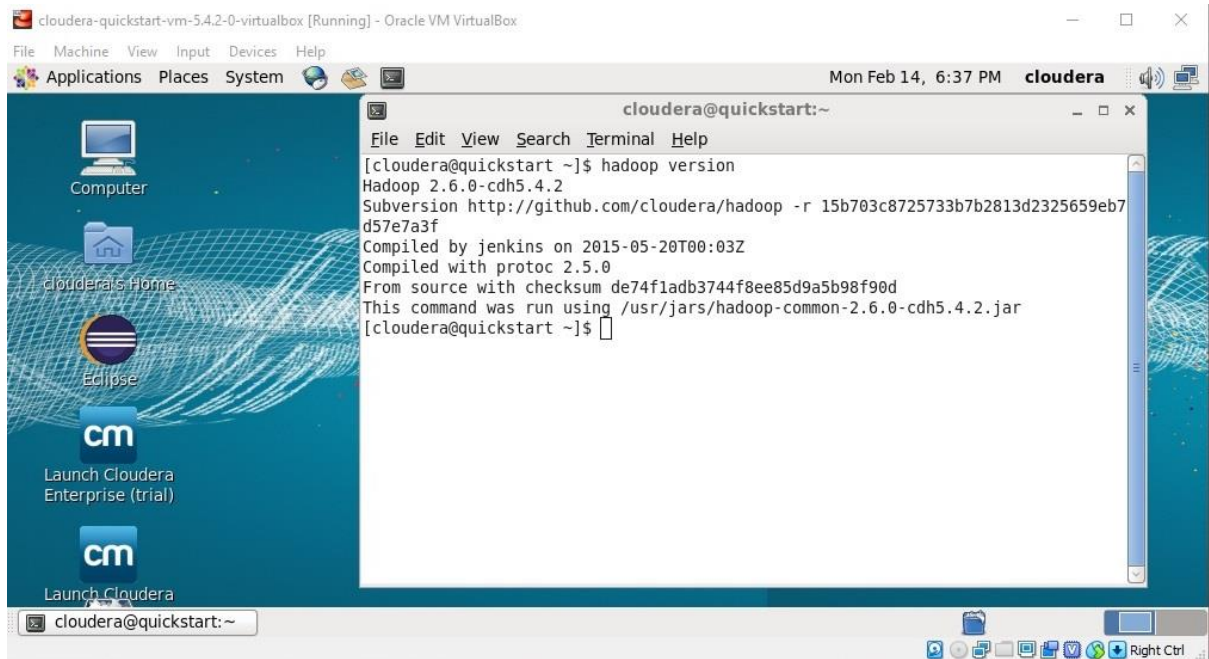 cloudera-quickstart-vm-5.4.2-0-virtualbox [Running] - Oracle VM VirtualBox
File Machine View Input Devices Help
Applications Places System Mon Feb 14, 6:37 PM cloudera
cloudera@quickstart:~
File Edit View Search Terminal Help
[cloudera@quickstart ~]$ hadoop version
Hadoop 2.6.0-cdh5.4.2
Subversion http://github.com/cloudera/hadoop -r 15b703c8725733b7b2813d2325659eb7
d57e7a3f
Compiled by jenkins on 2015-05-20T00:03Z
Compiled with protoc 2.5.0
From source with checksum de74f1adb3744f8ee85d9a5b98f90d
This command was run using /usr/jars/hadoop-common-2.6.0-cdh5.4.2.jar
[cloudera@quickstart ~]$
Computer
cloudera's Home
Eclipse
cm
Launch Cloudera
Enterprise (trial)
cm
Launch Cloudera
cloudera@quickstart:~
Right Ctrl